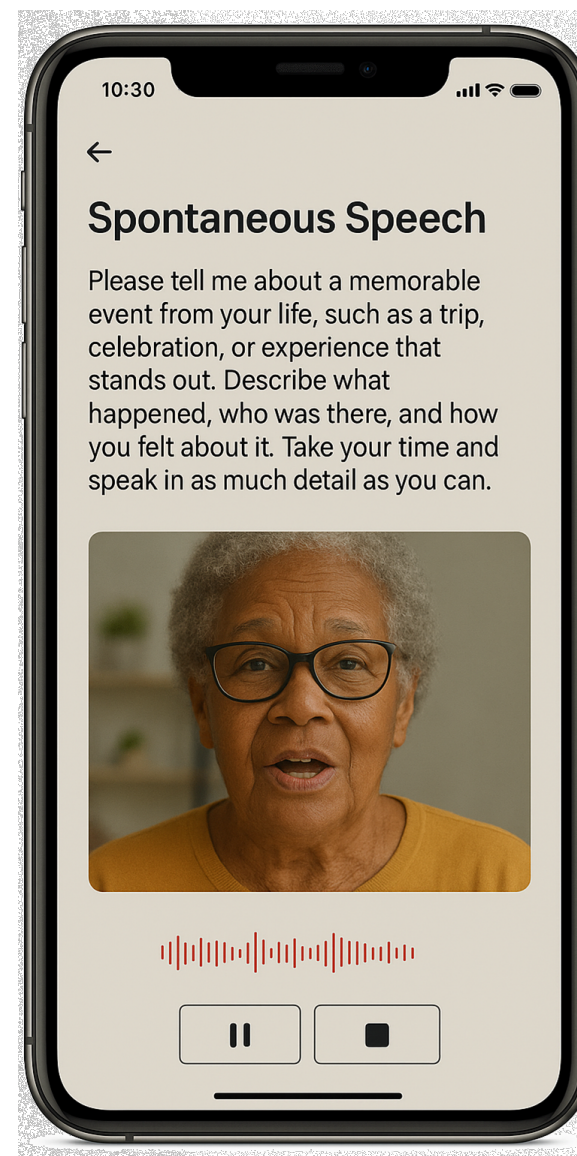 10:30
Spontaneous Speech
Please tell me about a memorable
event from your life, such as a trip,
celebration, or experience that
stands out. Describe what
happened, who was there, and how
you felt about it. Take your time and
speak in as much detail as you can.